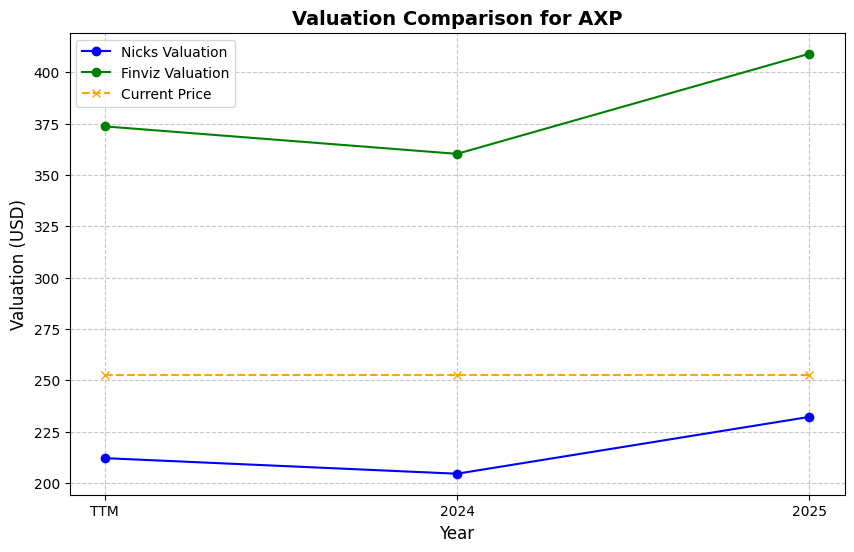 Valuation Comparison for AXP
Nicks Valuation
Finviz Valuation
Current Price
Valuation (USD)
400
375
350
325
300
275
250
225
200
TTM
2024
2025
Year